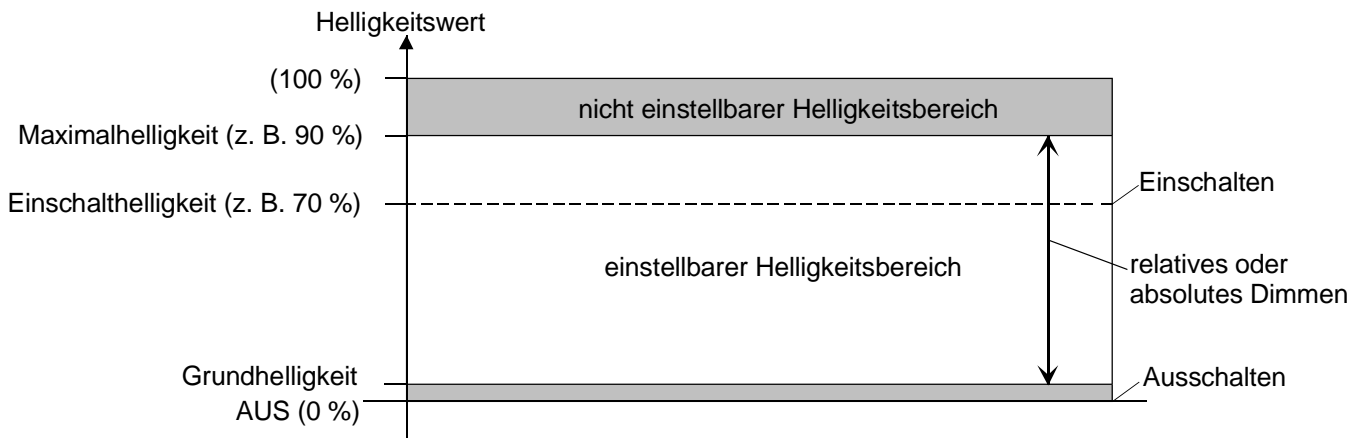 Helligkeitswert
(100 %)
nicht einstellbarer Helligkeitsbereich
Maximalhelligkeit (z. B. 90 %)
Einschalten
Einschalthelligkeit (z. B. 70 %)
einstellbarer Helligkeitsbereich
relatives oder
absolutes Dimmen
Grundhelligkeit
Ausschalten
AUS (0 %)